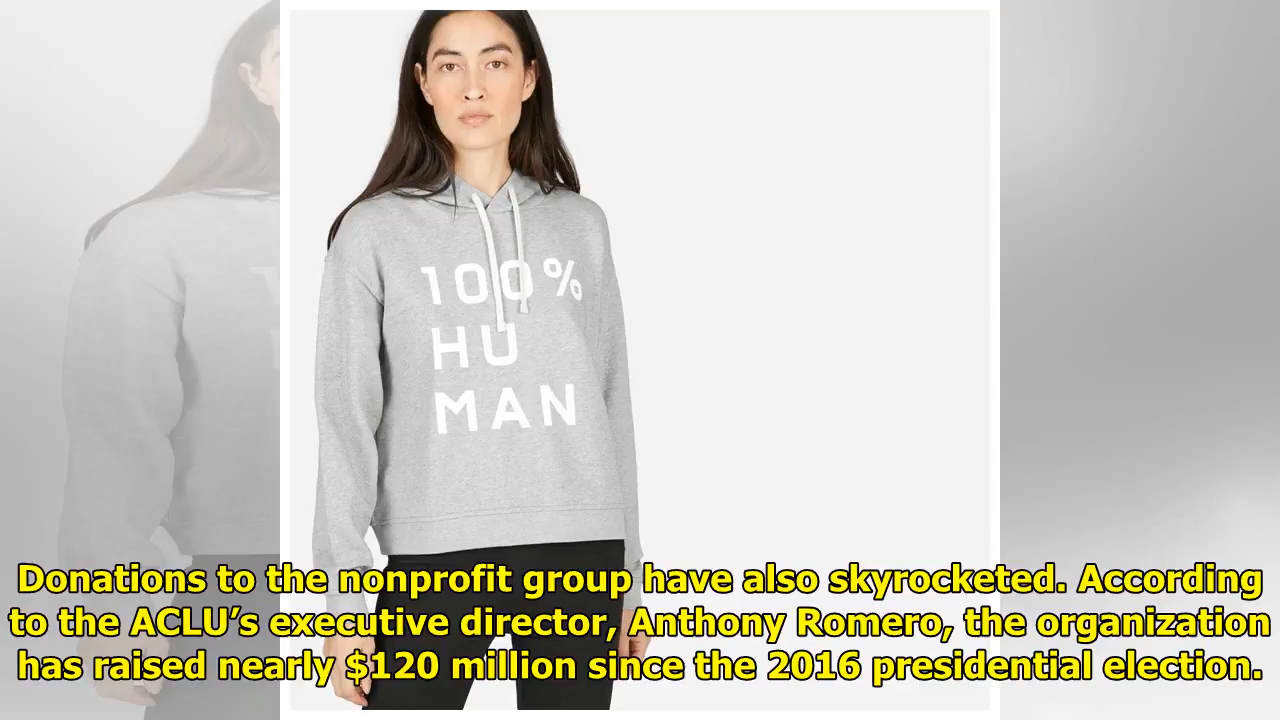 100%
HU
MAN
Donations to the nonprofit group have also skyrocketed. According
to the ACLU’s executive director, Anthony Romero, the organization
has raised nearly $120 million since the 2016 presidential election.